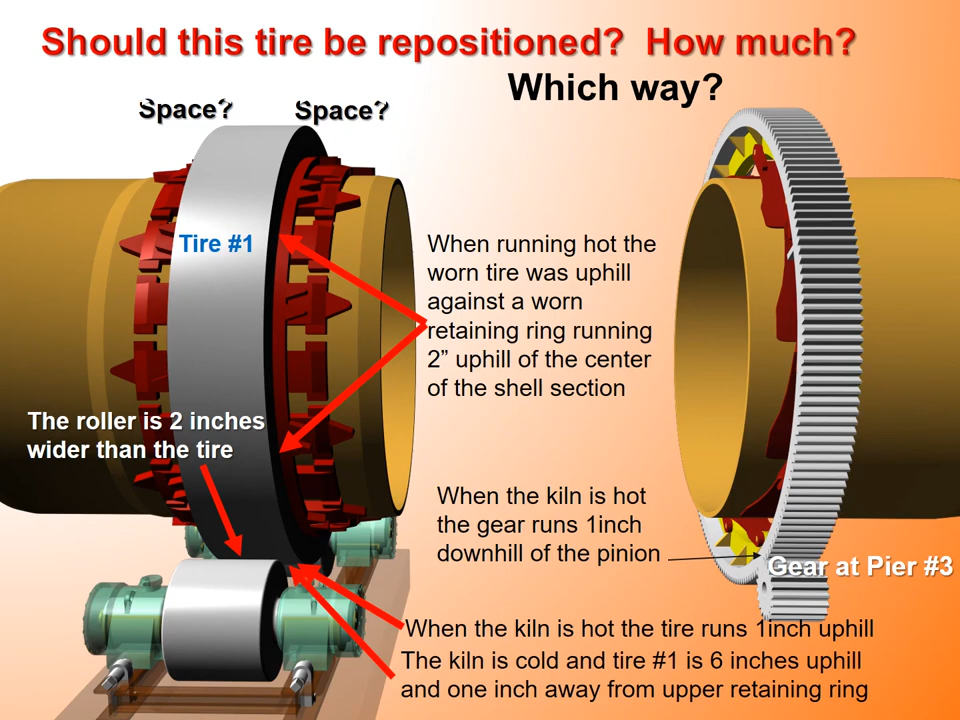 Should this tire be repositioned?  How much?
Which way?
Space?
Space?
Tire #1
When running hot the
worn tire was uphill
against a worn
retaining ring running
2” uphill of the center
of the shell section
The roller is 2 inches
wider than the tire
When the kiln is hot
the gear runs 1inch
downhill of the pinion
Gear at Pier #3
When the kiln is hot the tire runs 1inch uphill
The kiln is cold and tire #1 is 6 inches uphill
and one inch away from upper retaining ring